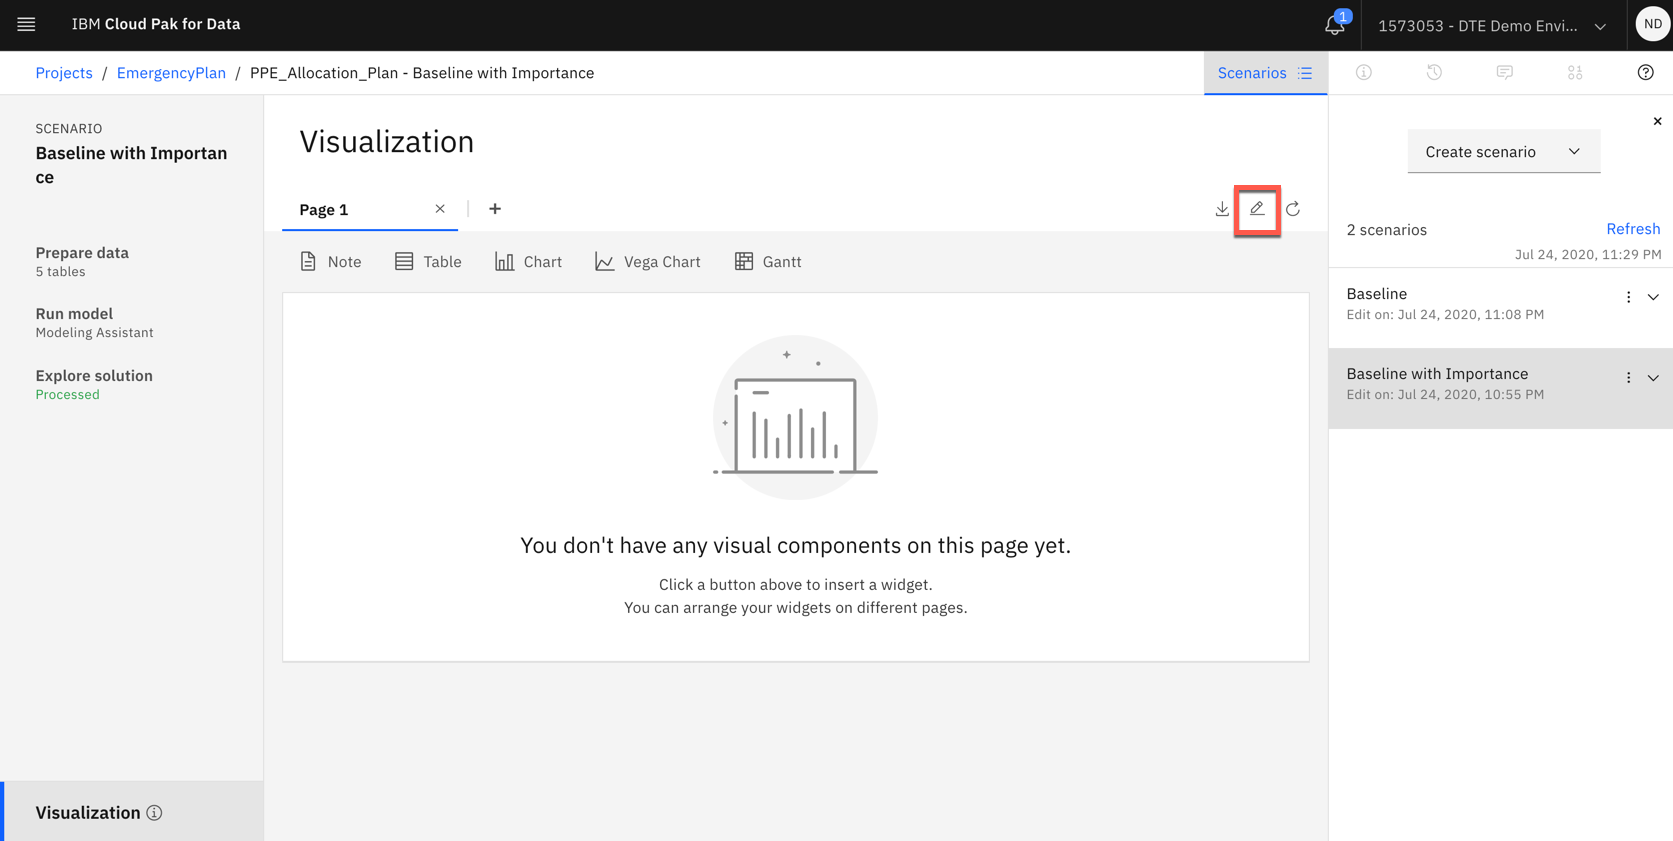 IBM Cloud Pak for Data
1
1573053 - DTE Demo Envi...
ND
Projects / EmergencyPlan / PPE_Allocation_Plan - Baseline with Importance
Scenarios
SCENARIO
Baseline with Importan
ce
Prepare data
5 tables
Run model
Modeling Assistant
Explore solution
Processed
Visualization
Visualization
Page 1
Note
Table
Chart
Vega Chart
Gantt
You don't have any visual components on this page yet.
Click a button above to insert a widget.
You can arrange your widgets on different pages.
Create scenario
2 scenarios
Refresh
Jul 24, 2020, 11:29 PM
Baseline
Edit on: Jul 24, 2020, 11:08 PM
Baseline with Importance
Edit on: Jul 24, 2020, 10:55 PM